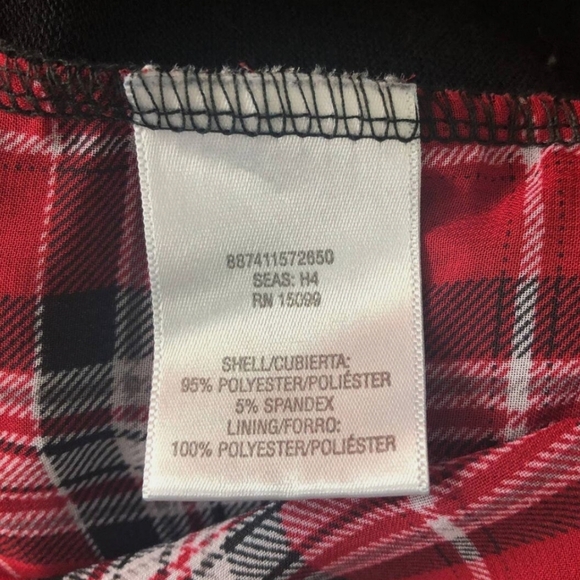 887411572650
SEAS: H4
RN 15099
SHELL/CUBIERTA:
95% POLYESTER/POLIÉSTER
5% SPANDEX
LINING/FORRO:
100% POLYESTER/POLIÉSTER